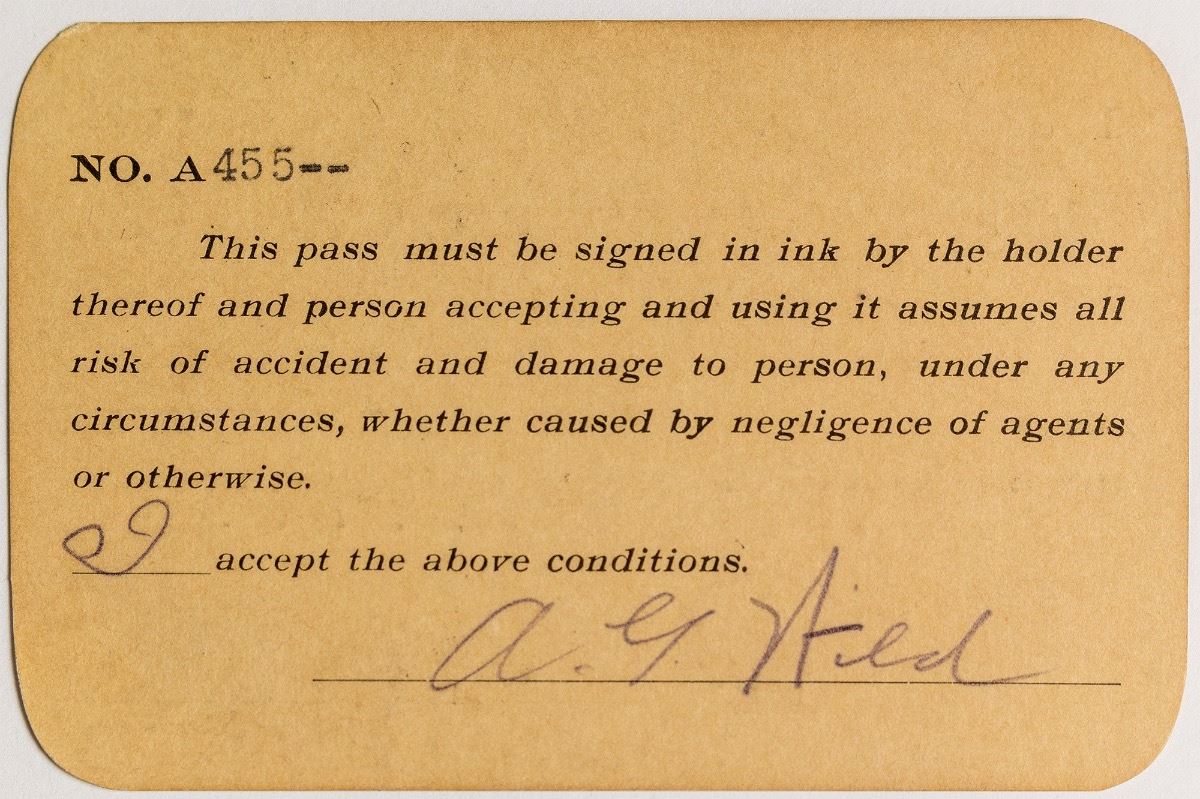 NO. A455--
This pass must be signed in ink by the holder
thereof and person accepting and using it assumes all
risk of accident and damage to person, under any
circumstances, whether caused by negligence of agents
or otherwise.
I accept the above conditions.
A. G. Hild